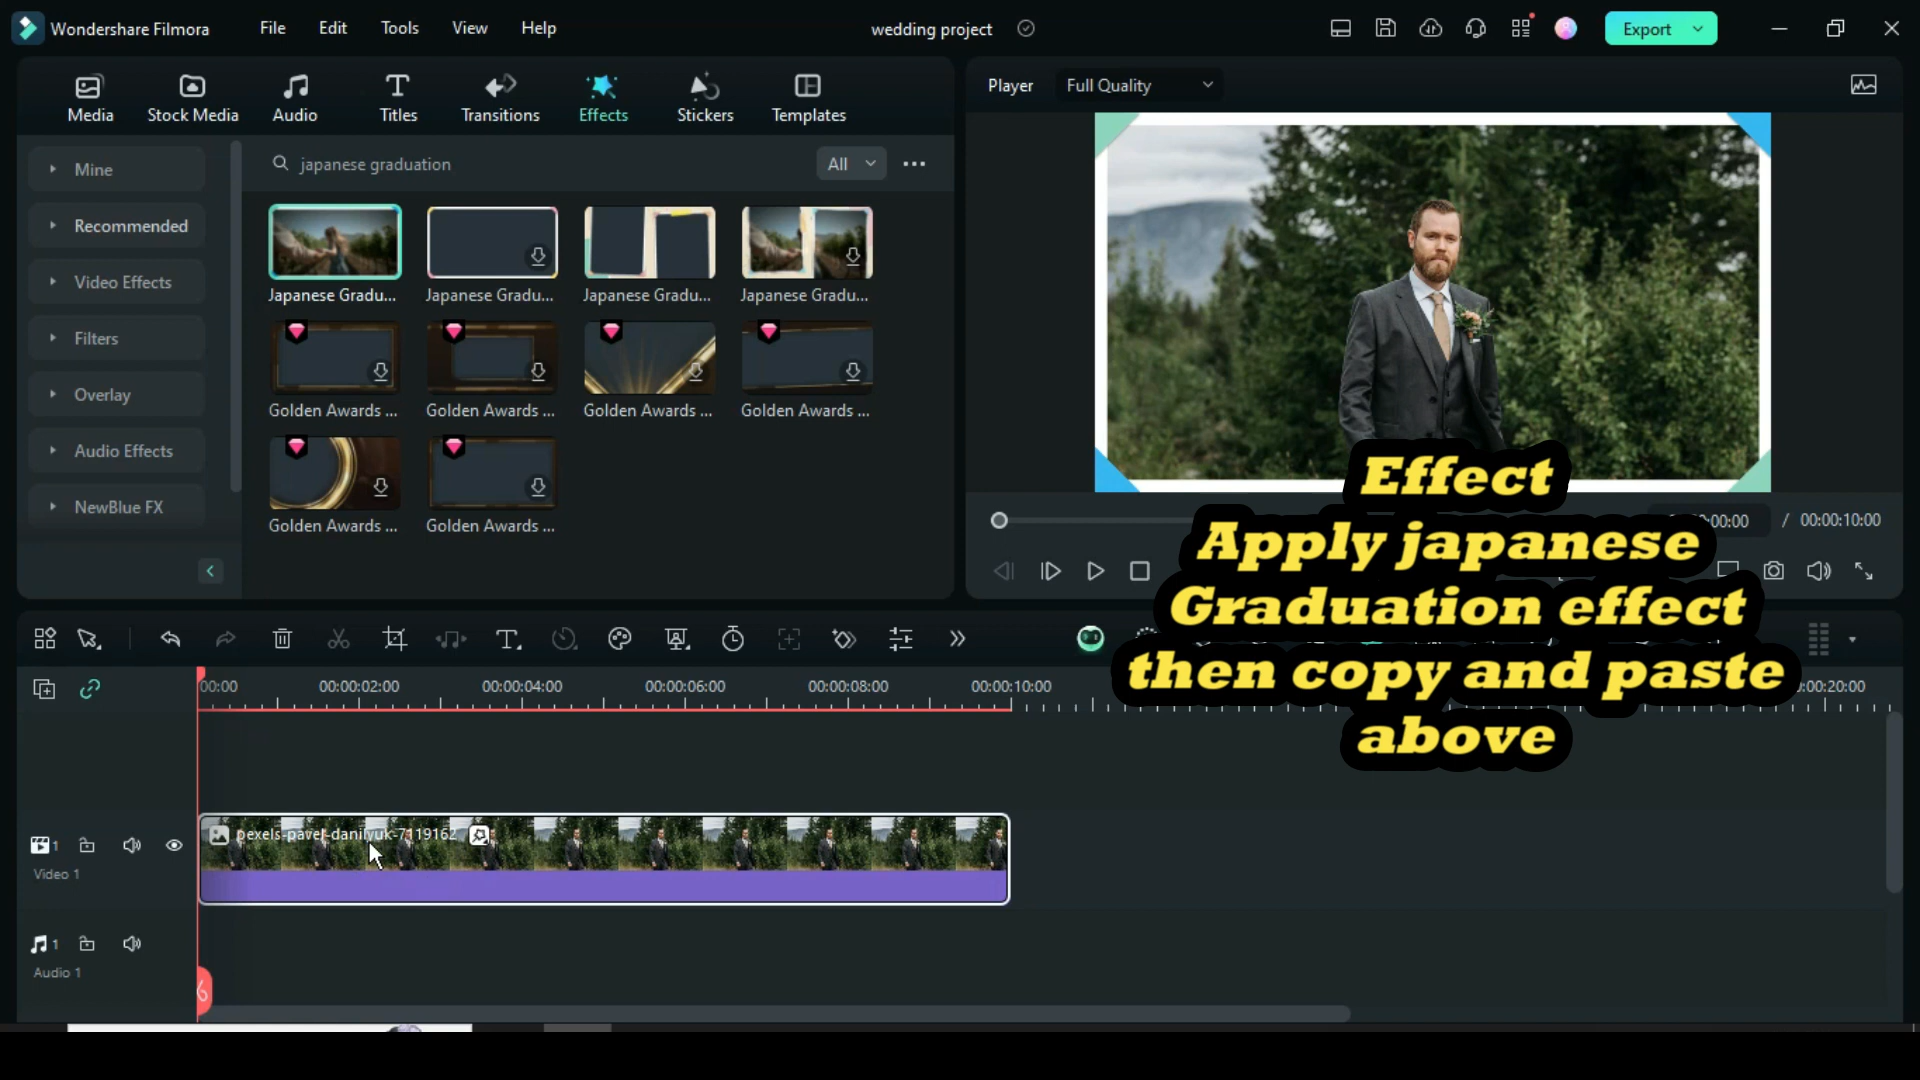 Wondershare Filmora
File
Edit
Tools
View
Help
wedding project
Export
Media
Stock Media
Audio
Titles
Transitions
Effects
Stickers
Templates
Player
Full Quality
Mine
Recommended
Video Effects
Filters
Overlay
Audio Effects
NewBlue FX
japanese graduation
All
Japanese Gradu...
Japanese Gradu...
Japanese Gradu...
Japanese Gradu...
Golden Awards ...
Golden Awards ...
Golden Awards ...
Golden Awards ...
Golden Awards ...
Golden Awards ...
/ 00:00:10:00
Effect
Apply japanese
Graduation effect
then copy and paste
above
00:00
00:00:02:00
00:00:04:00
00:00:06:00
00:00:08:00
00:00:10:00
:00:20:00
pexels-pavel-danilyuk-7119162
1
Video 1
1
Audio 1